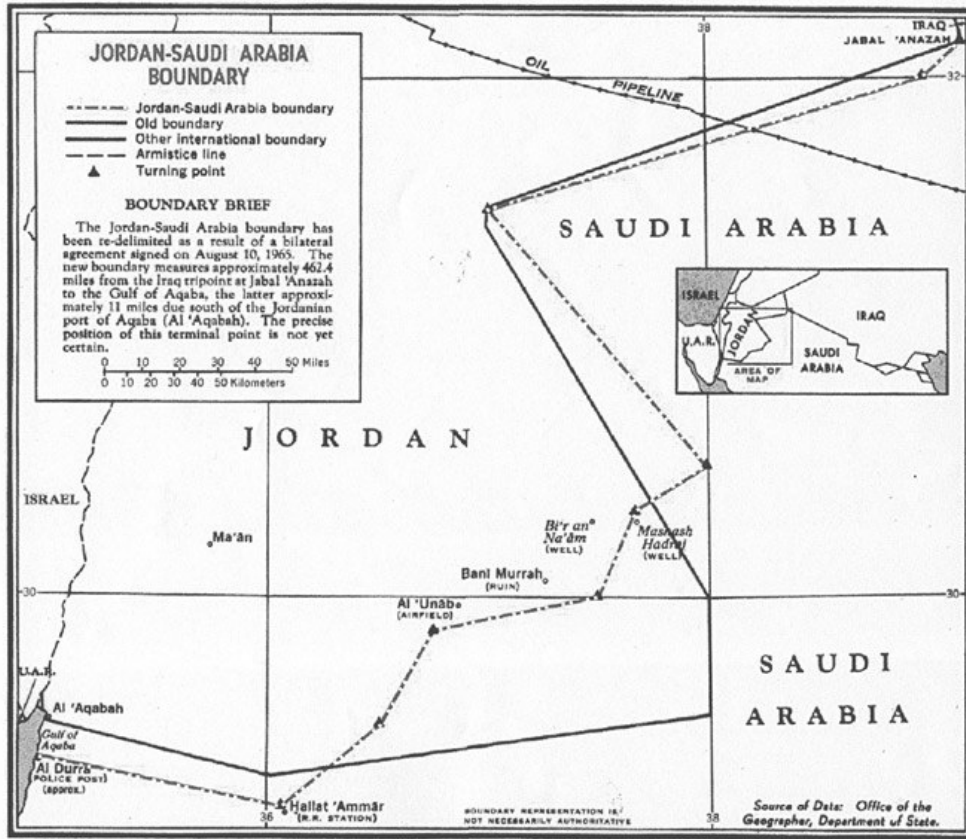 JORDAN-SAUDI ARABIA
BOUNDARY
Jordan-Saudi Arabia boundary
Old boundary
Other international boundary
Armistice line
Turning point
BOUNDARY BRIEF
The Jordan-Saudi Arabia boundary has
been re-delimited as a result of a bilateral
agreement signed on August 10, 1965. The
new boundary measures approximately 462.4
miles from the Iraq tripoint at Jabal 'Anazah
to the Gulf of Aqaba, the latter approxi-
mately 11 miles due south of the Jordanian
port of Aqaba (Al 'Aqabah). The precise
position of this terminal point is not yet
certain.
0 10 20 30 40 50 Miles
0 10 20 30 40 50 Kilometers
38
IRAQ
JABAL 'ANAZAH
32
OIL
PIPELINE
SAUDI ARABIA
ISRAEL
U.A.R.
JORDAN
IRAQ
SAUDI
ARABIA
AREA OF
MAP
JORDAN
ISRAEL
Ma'ān
Bi'r an
Na'ām
(WELL)
Mashash
Hadraj
(WELL)
Banī Murrah
(RUIN)
Al 'Unāb
(AIRFIELD)
30
30
SAUDI
ARABIA
U.A.R.
Al 'Aqabah
Gulf of
Aqaba
Al Durra
(POLICE POST)
(approx.)
Hallat 'Ammār
(R.R. STATION)
36
38
BOUNDARY REPRESENTATION IS
NOT NECESSARILY AUTHORITATIVE
Source of Data: Office of the
Geographer, Department of State.